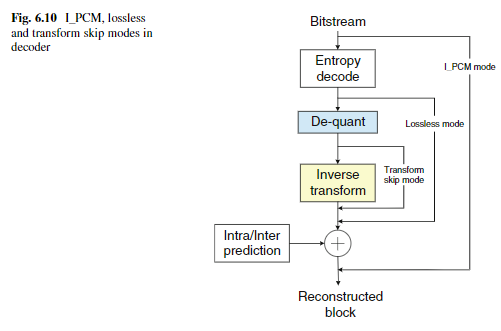 Fig. 6.10 I_PCM, lossless
and transform skip modes in
decoder
Bitstream
Entropy
decode
I_PCM mode
De-quant
Lossless mode
Inverse
transform
Transform
skip mode
Intra/Inter
prediction
+
Reconstructed
block